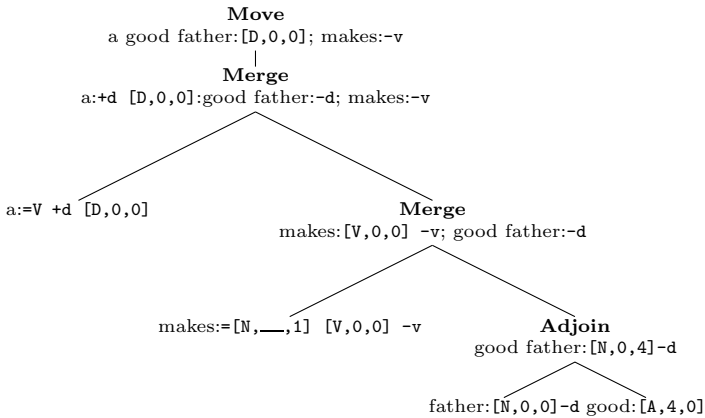 Move
a good father:[D,0,0]; makes:-v
Merge
a:+d [D,0,0]:good father:-d; makes:-v
a:=V +d [D,0,0]
Merge
makes:[V,0,0] -v; good father:-d
makes:=[N,__,1] [V,0,0] -v
Adjoin
good father:[N,0,4]-d
father:[N,0,0]-d good:[A,4,0]